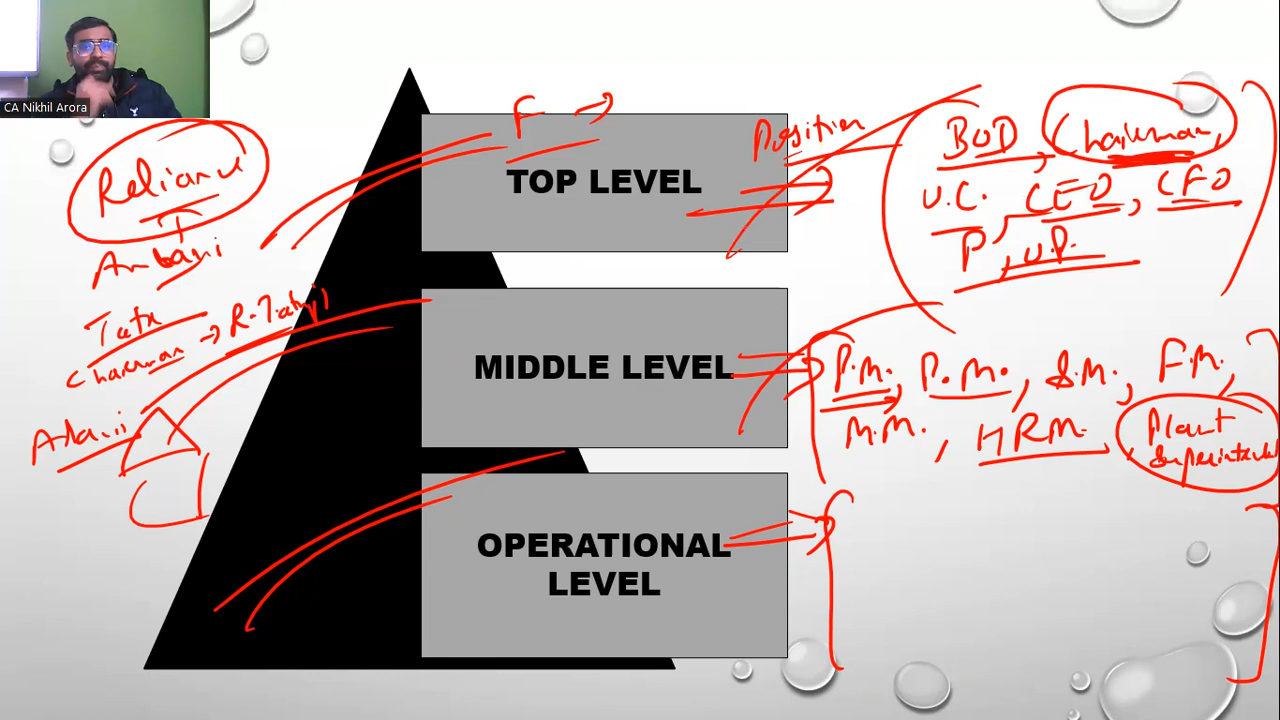 CA Nikhil Arora
Reliance
Ambani
Tata
Chairman → R. Tata ji
Adani
F →
TOP LEVEL
Position
BOD, Chairman,
V.C. CEO, CFO
P, V.P.
MIDDLE LEVEL
P.M., P.M., S.M., F.M.,
M.M., HRM, Plant
Superintendent
OPERATIONAL
LEVEL